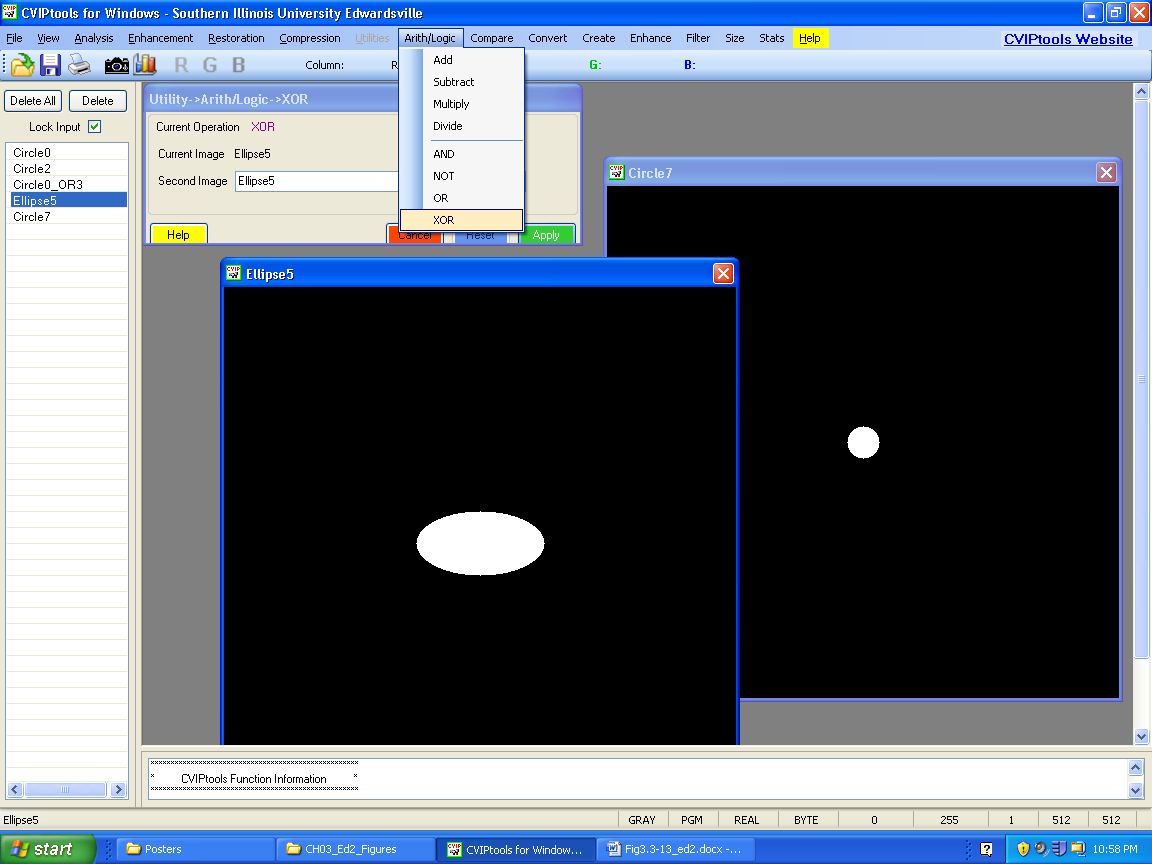 CVIPtools for Windows - Southern Illinois University Edwardsville
File View Analysis Enhancement Restoration Compression Utilities Arith/Logic Compare Convert Create Enhance Filter Size Stats Help CVIPtools Website
R G B Column: R G: B:
Add
Subtract
Multiply
Divide
AND
NOT
OR
XOR
Delete All Delete
Lock Input
Circle0
Circle2
Circle0_OR3
Ellipse5
Circle7
Utility->Arith/Logic->XOR
Current Operation XOR
Current Image Ellipse5
Second Image Ellipse5
Help Cancel Reset Apply
CVIP Circle7
CVIP Ellipse5
************************************************
* CVIPtools Function Information *
************************************************
Ellipse5 GRAY PGM REAL BYTE 0 255 1 512 512
start Posters CH03_Ed2_Figures CVIPtools for Window... Fig3.3-13_ed2.docx -... 10:58 PM